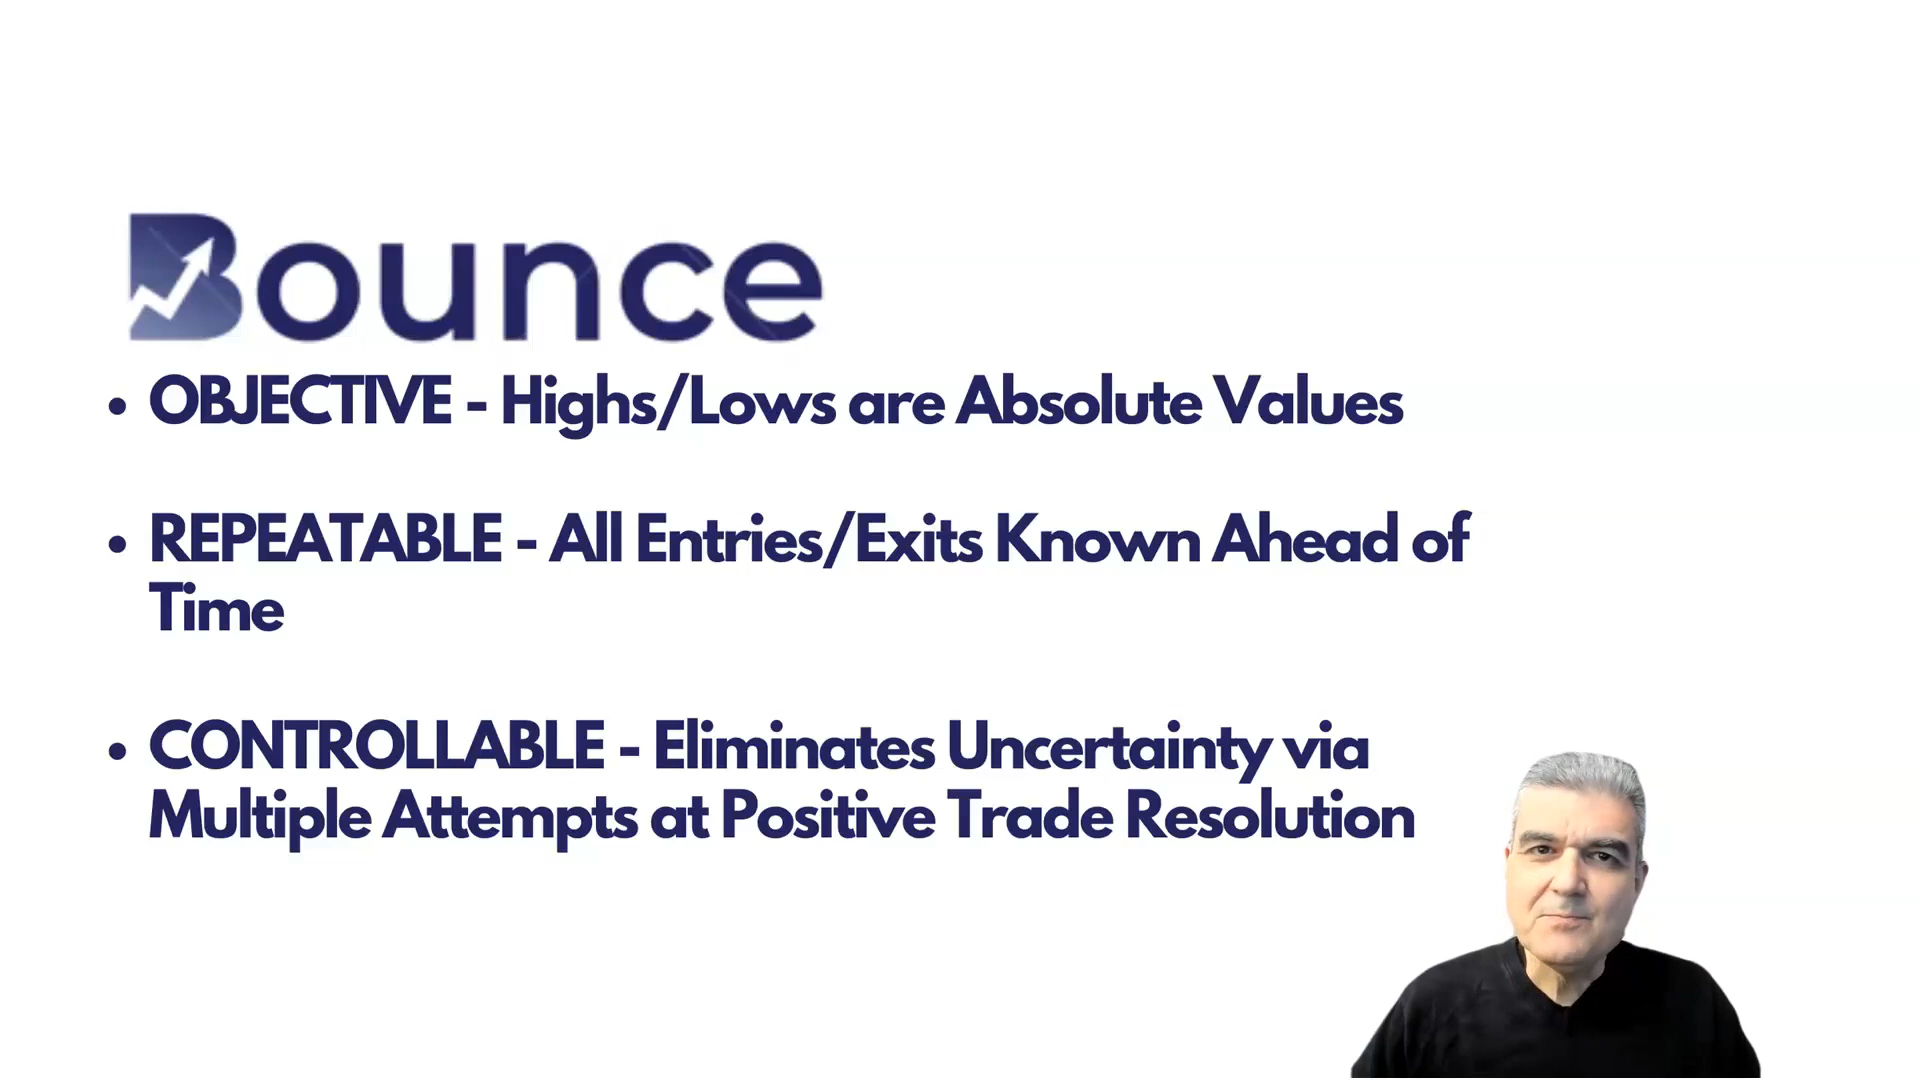 Bounce
• OBJECTIVE - Highs/Lows are Absolute Values
• REPEATABLE - All Entries/Exits Known Ahead of
Time
• CONTROLLABLE - Eliminates Uncertainty via
Multiple Attempts at Positive Trade Resolution